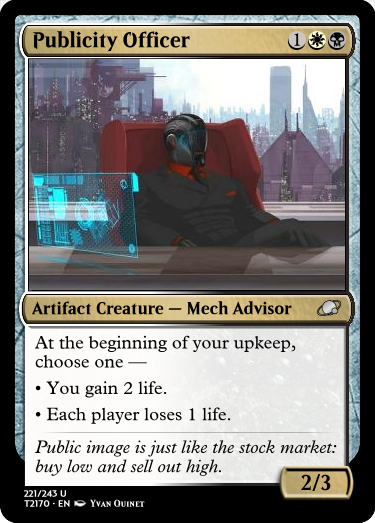 Publicity Officer 1
Artifact Creature — Mech Advisor
At the beginning of your upkeep,
choose one —
• You gain 2 life.
• Each player loses 1 life.
Public image is just like the stock market:
buy low and sell out high.
2/3
221/243 U
T2170 • EN Yvan Quinet